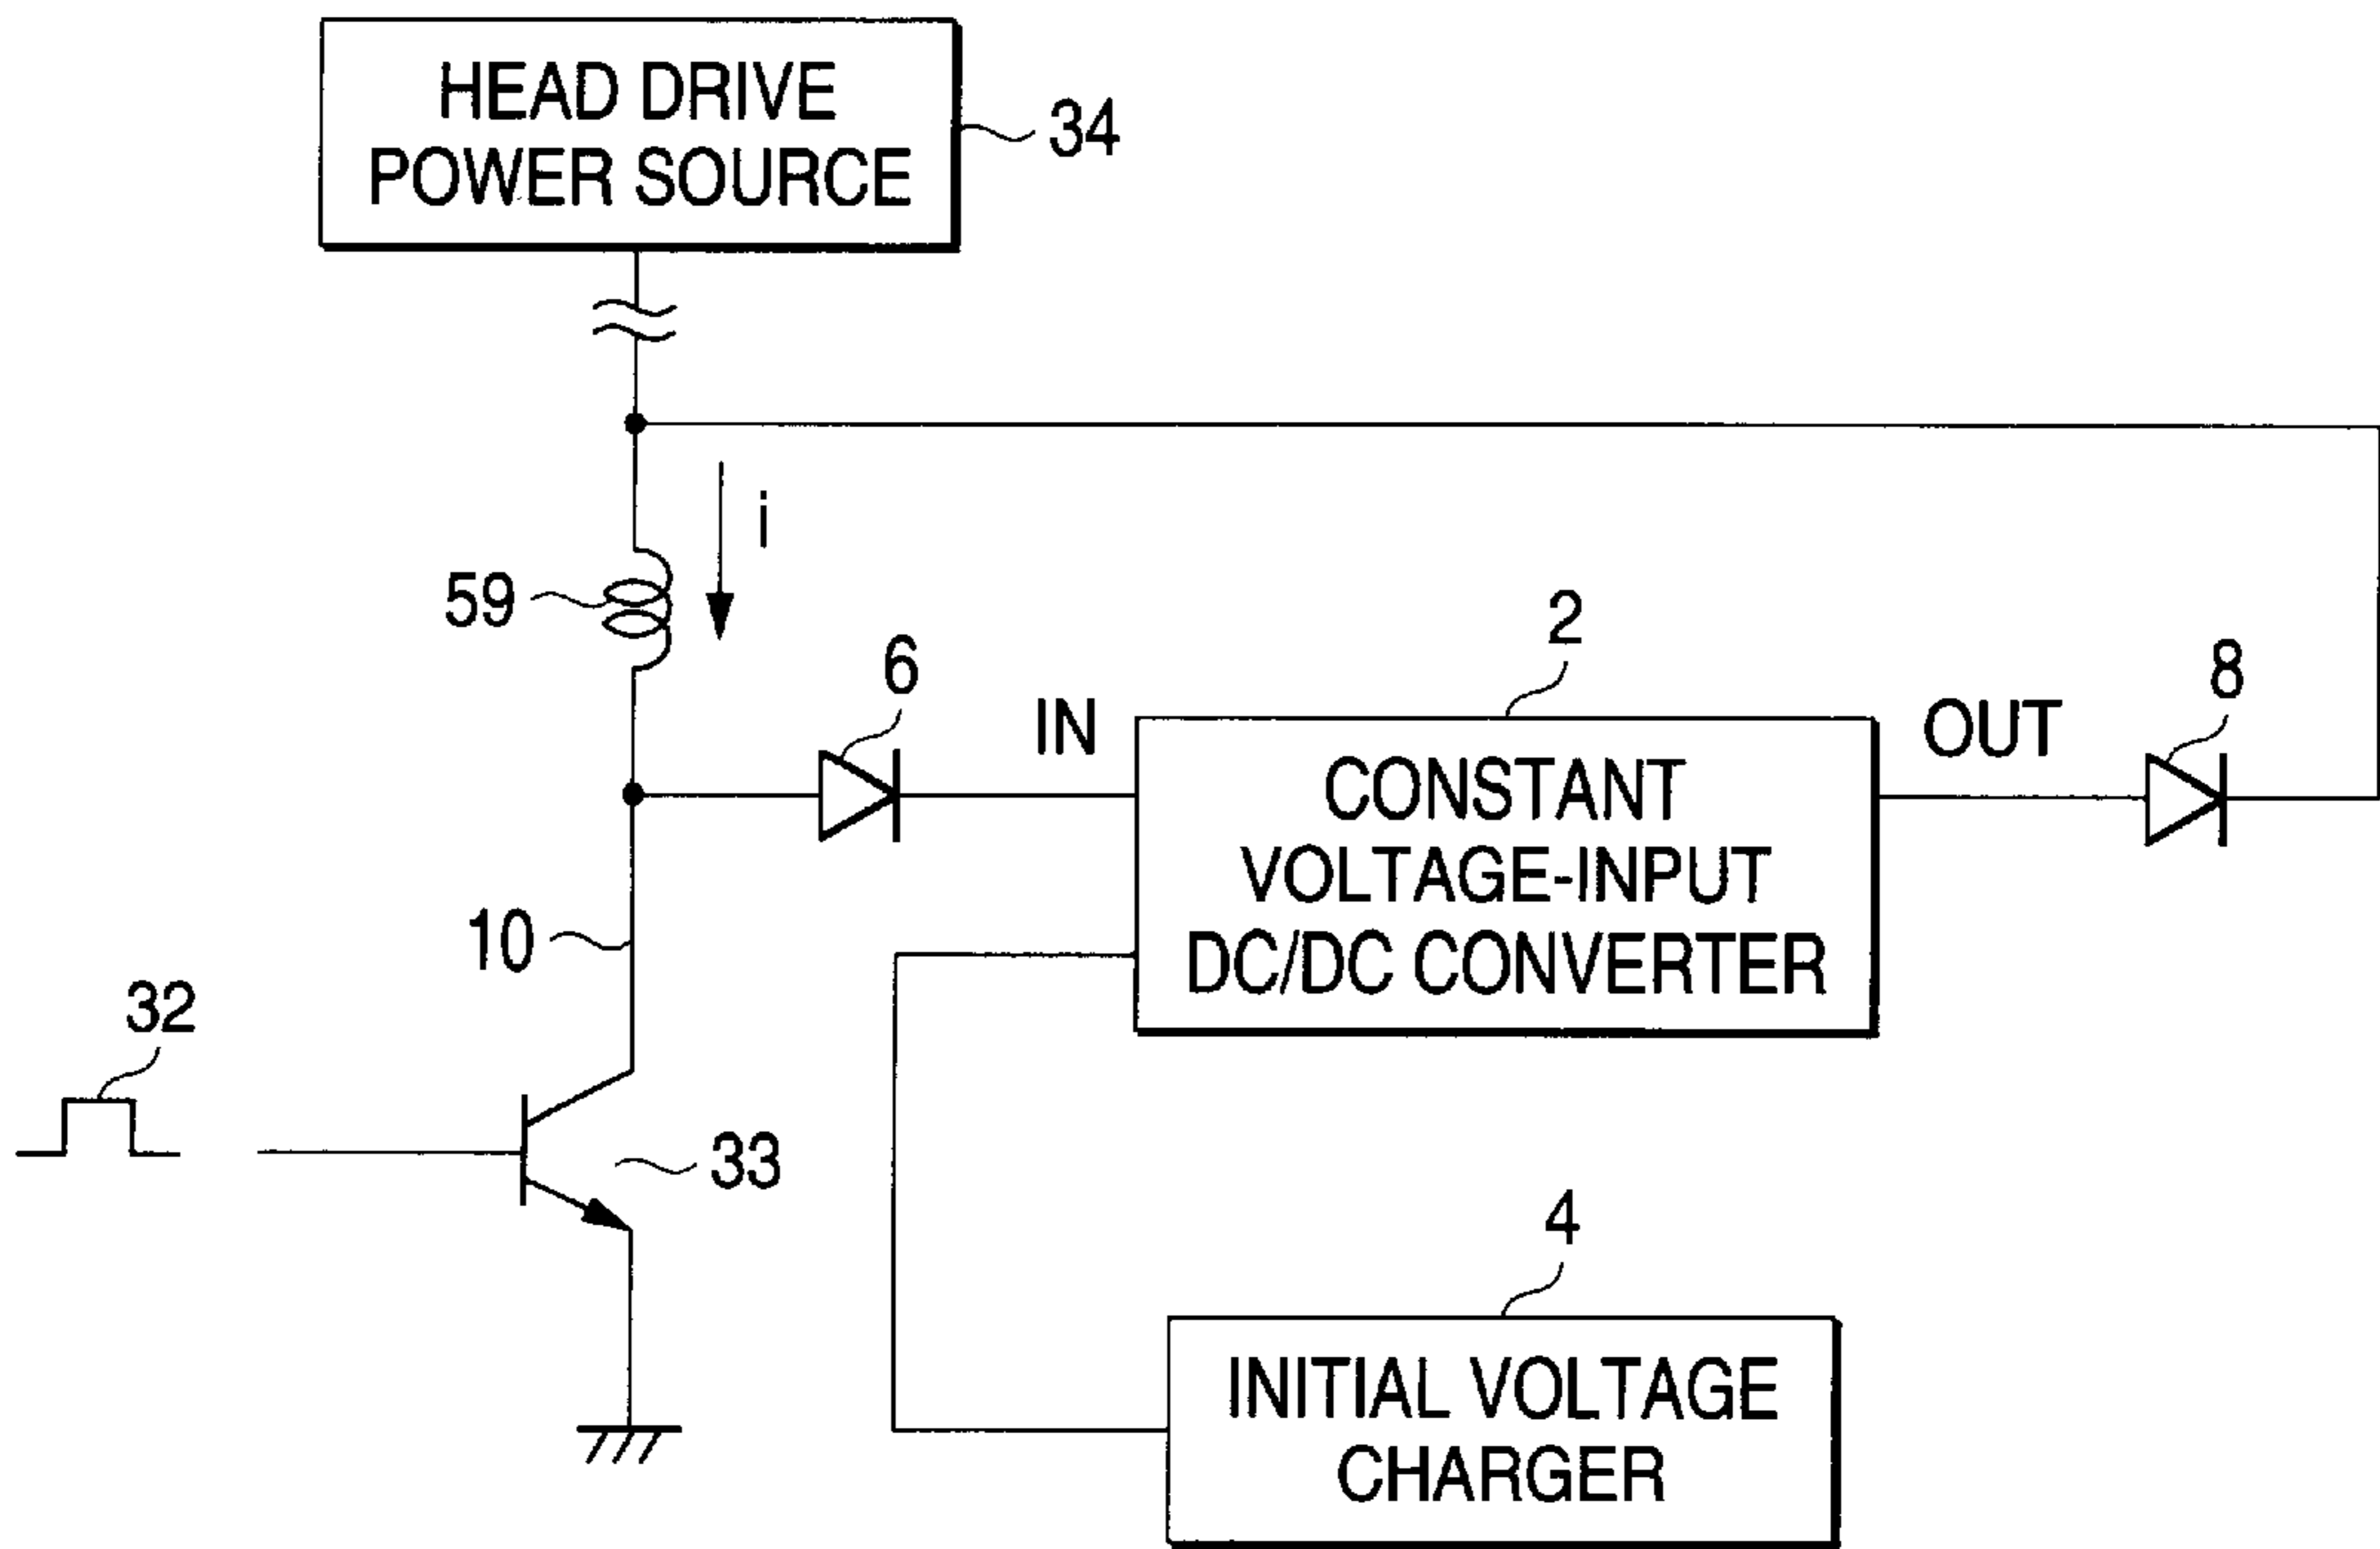 HEAD DRIVE
POWER SOURCE
34
i
59
2
6
8
IN
OUT
CONSTANT
VOLTAGE-INPUT
DC/DC CONVERTER
10
32
33
4
INITIAL VOLTAGE
CHARGER